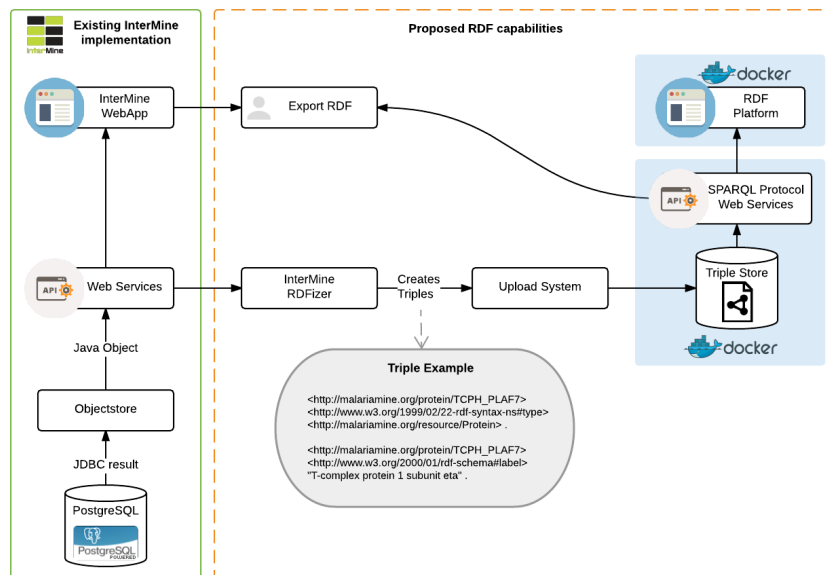 Existing InterMine
implementation
InterMine
Proposed RDF capabilities
docker
InterMine
WebApp
Export RDF
RDF
Platform
API
SPARQL Protocol
Web Services
API
Web Services
InterMine
RDFizer
Creates
Triples
Upload System
Triple Store
docker
Java Object
Objectstore
JDBC result
PostgreSQL
PostgreSQL
POWERED
Triple Example
<http://malariamine.org/protein/TCPH_PLAF7>
<http://www.w3.org/1999/02/22-rdf-syntax-ns#type>
<http://malariamine.org/resource/Protein> .
<http://malariamine.org/protein/TCPH_PLAF7>
<http://www.w3.org/2000/01/rdf-schema#label>
"T-complex protein 1 subunit eta" .